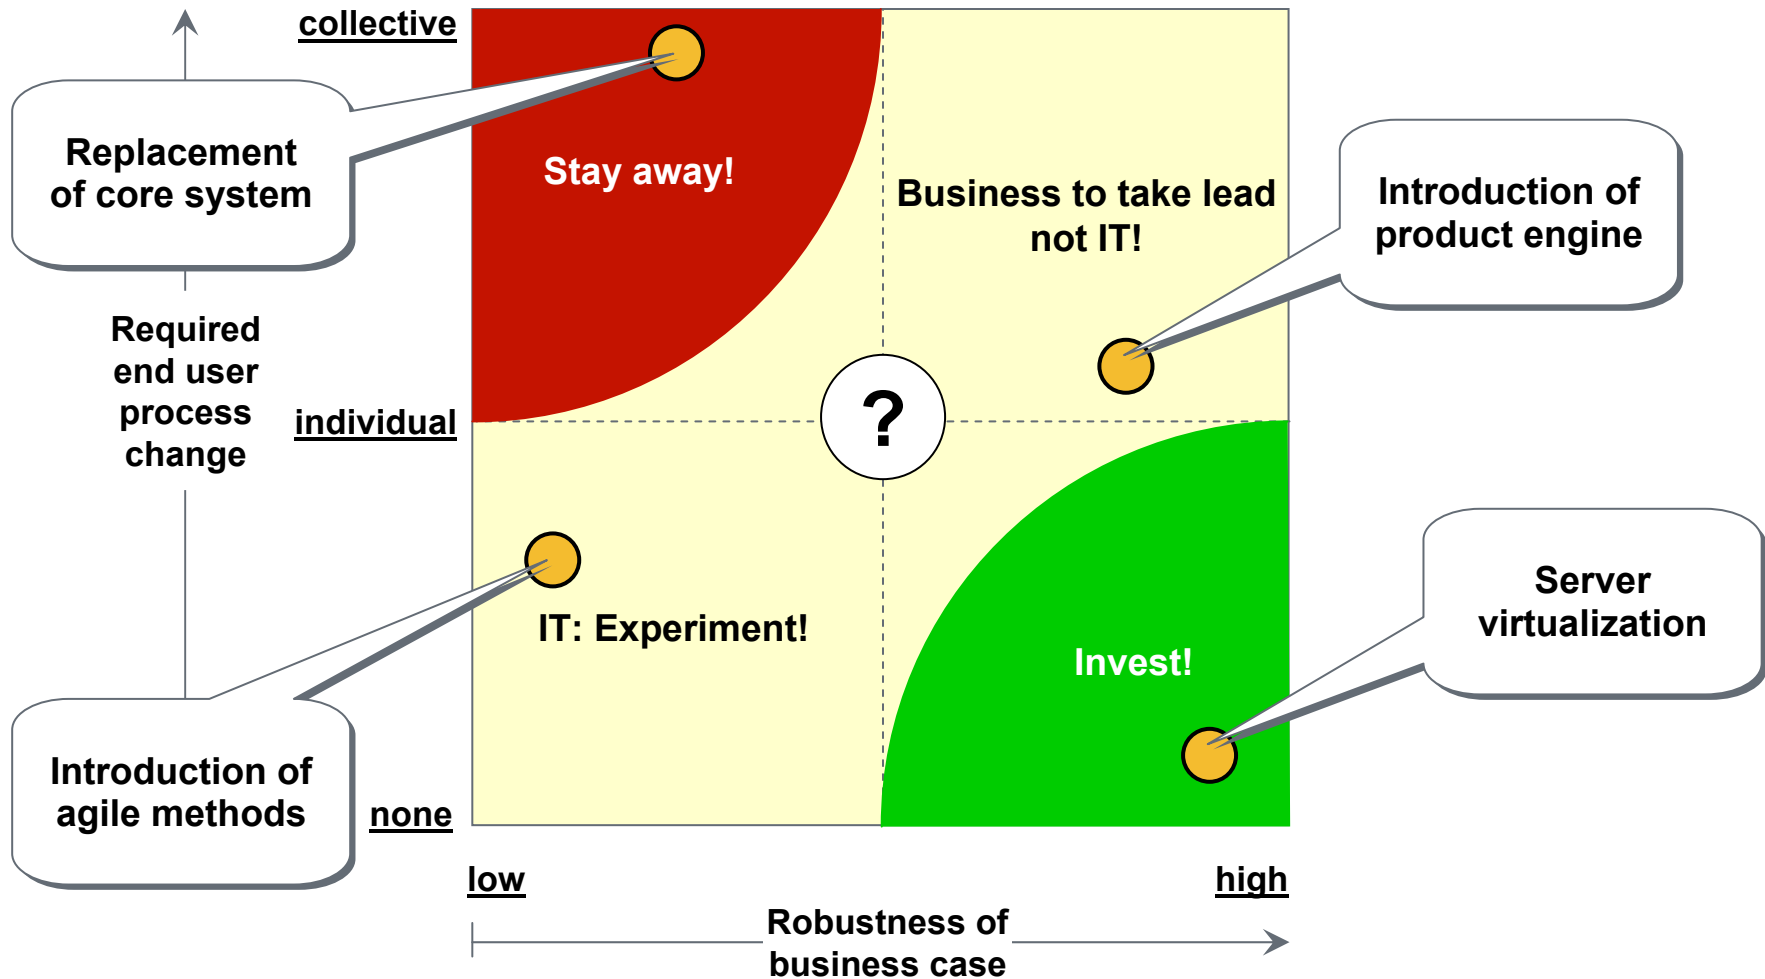 collective
Replacement
of core system
Stay away!
Business to take lead
not IT!
Introduction of
product engine
Required
end user
process
change
individual
?
IT: Experiment!
Invest!
Server
virtualization
Introduction of
agile methods
none
low
high
Robustness of
business case